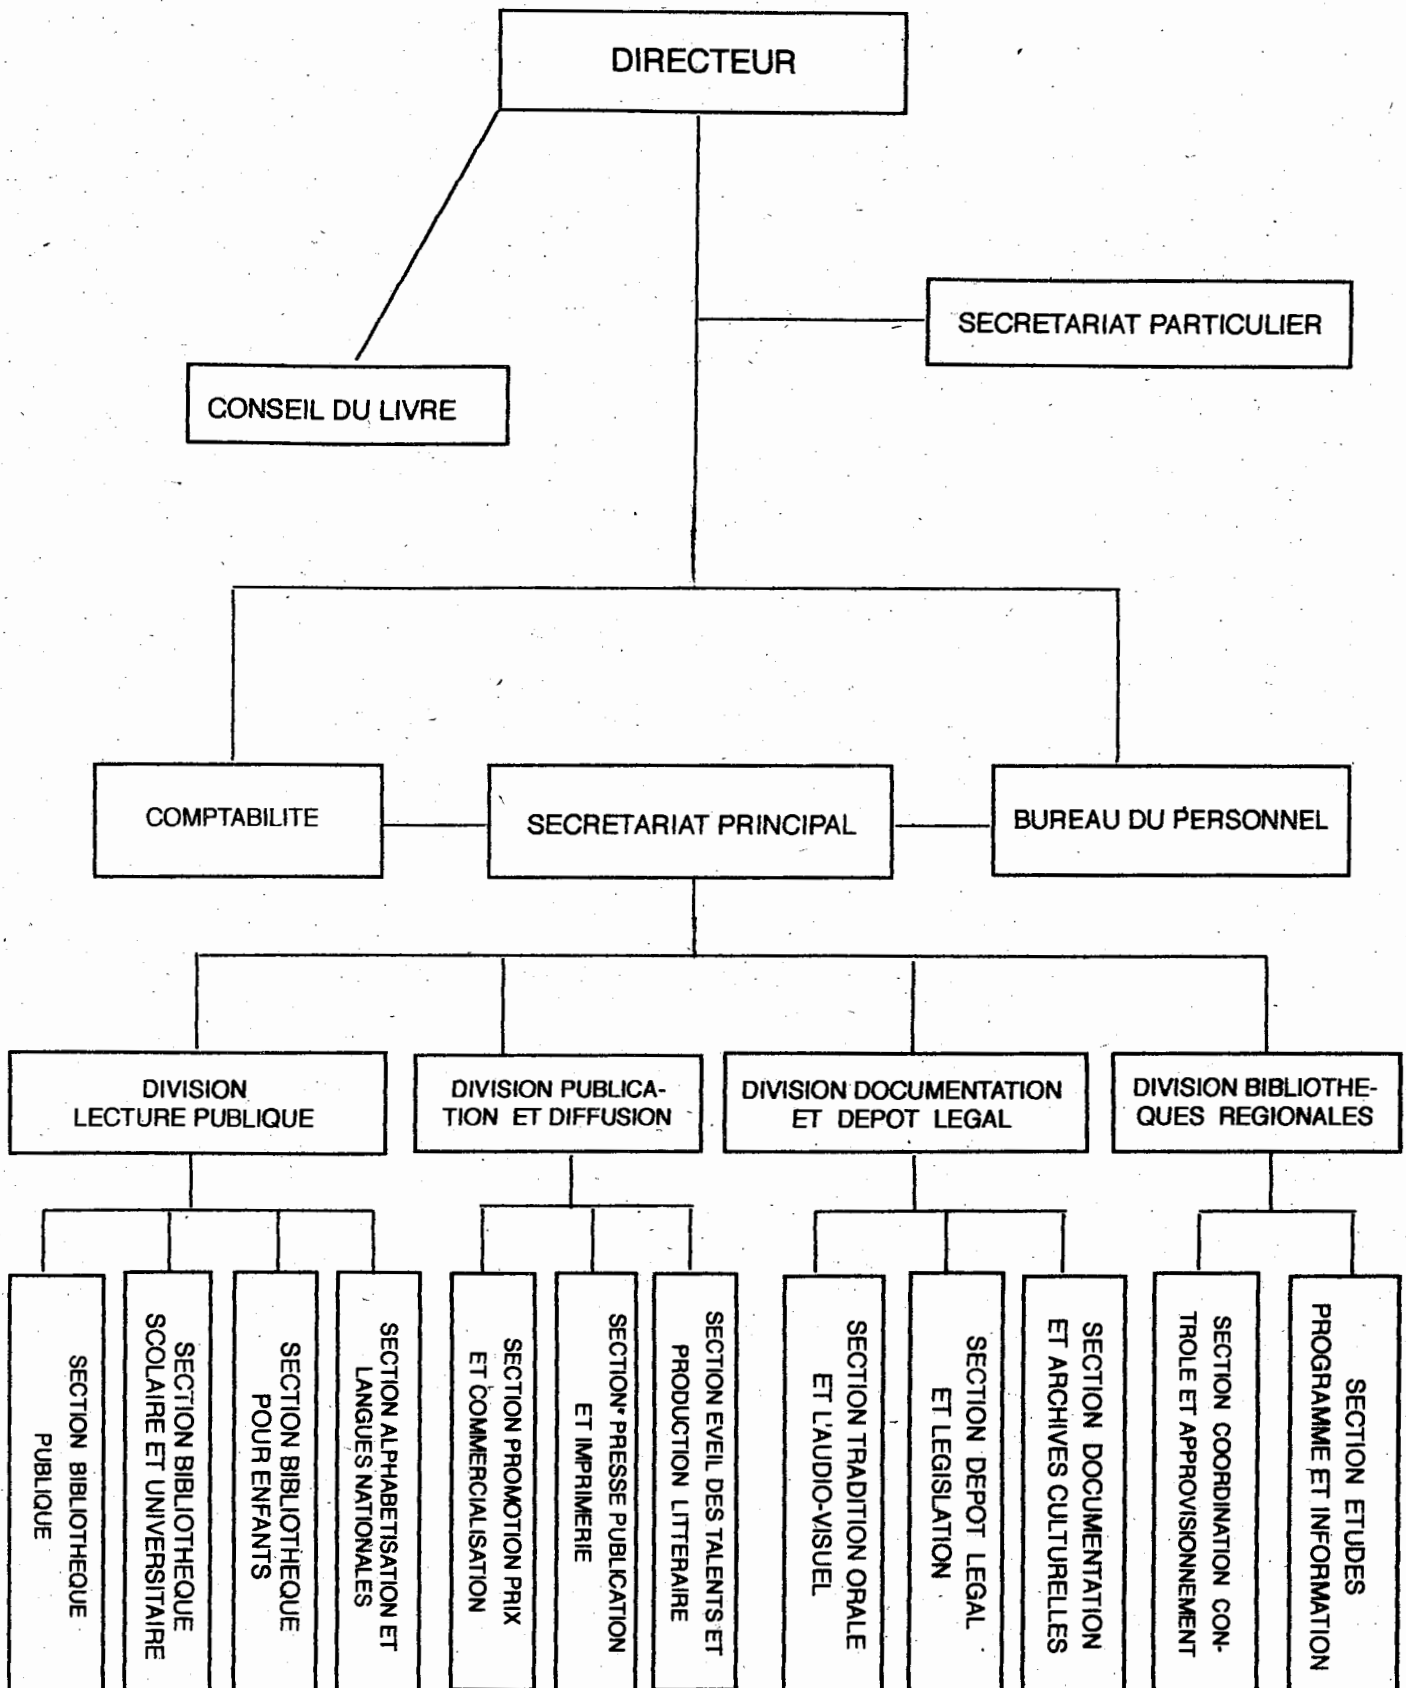 DIRECTEUR
SECRETARIAT PARTICULIER
CONSEIL DU LIVRE
COMPTABILITE
SECRETARIAT PRINCIPAL
BUREAU DU PERSONNEL
DIVISION
LECTURE PUBLIQUE
DIVISION PUBLICA-
TION ET DIFFUSION
DIVISION DOCUMENTATION
ET DEPOT LEGAL
DIVISION BIBLIOTHE-
QUES REGIONALES
SECTION BIBLIOTHEQUE
PUBLIQUE
SECTION BIBLIOTHEQUE
SCOLAIRE ET UNIVERSITAIRE
SECTION BIBLIOTHEQUE
POUR ENFANTS
SECTION ALPHABETISATION ET
LANGUES NATIONALES
SECTION PROMOTION PRIX
ET COMMERCIALISATION
SECTION PRESSE PUBLICATION
ET IMPRIMERIE
SECTION EVEIL DES TALENTS ET
PRODUCTION LITTERAIRE
SECTION TRADITION ORALE
ET L'AUDIO-VISUEL
SECTION DEPOT LEGAL
ET LEGISLATION
SECTION DOCUMENTATION
ET ARCHIVES CULTURELLES
SECTION COORDINATION CON-
TROLE ET APPROVISIONNEMENT
SECTION ETUDES
PROGRAMME ET INFORMATION